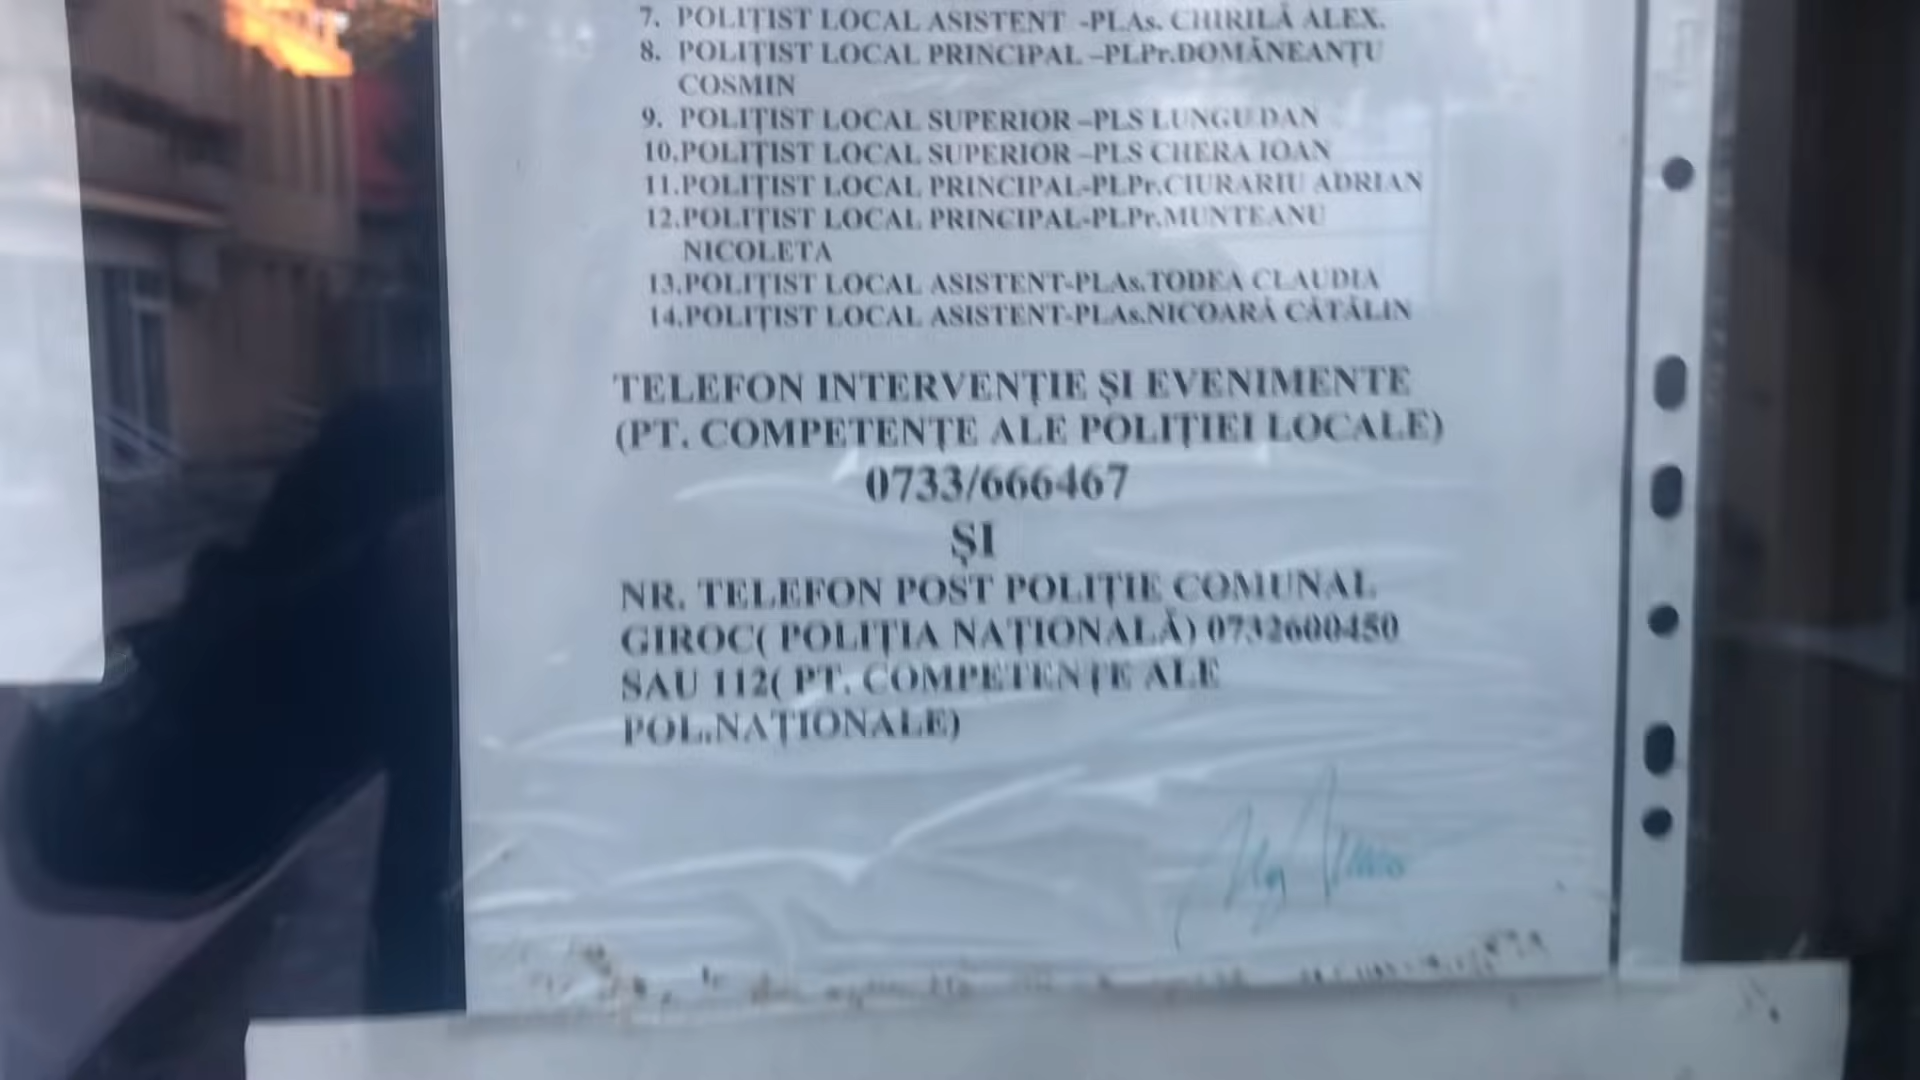 7. POLIȚIST LOCAL ASISTENT -PLAs. CHIRILĂ ALEX.
8. POLIȚIST LOCAL PRINCIPAL –PLPr.DOMĂNEANȚU
COSMIN
9. POLIȚIST LOCAL SUPERIOR –PLS LUNGU DAN
10.POLIȚIST LOCAL SUPERIOR –PLS CHERA IOAN
11.POLIȚIST LOCAL PRINCIPAL-PLPr.CIURARIU ADRIAN
12.POLIȚIST LOCAL PRINCIPAL-PLPr.MUNTEANU
NICOLETA
13.POLIȚIST LOCAL ASISTENT-PLAs.TODEA CLAUDIA
14.POLIȚIST LOCAL ASISTENT-PLAs.NICOARĂ CĂTĂLIN
TELEFON INTERVENȚIE ȘI EVENIMENTE
(PT. COMPETENȚE ALE POLIȚIEI LOCALE)
0733/666467
ȘI
NR. TELEFON POST POLIȚIE COMUNAL
GIROC( POLIȚIA NAȚIONALĂ) 0732600450
SAU 112( PT. COMPETENȚE ALE
POL.NAȚIONALE)